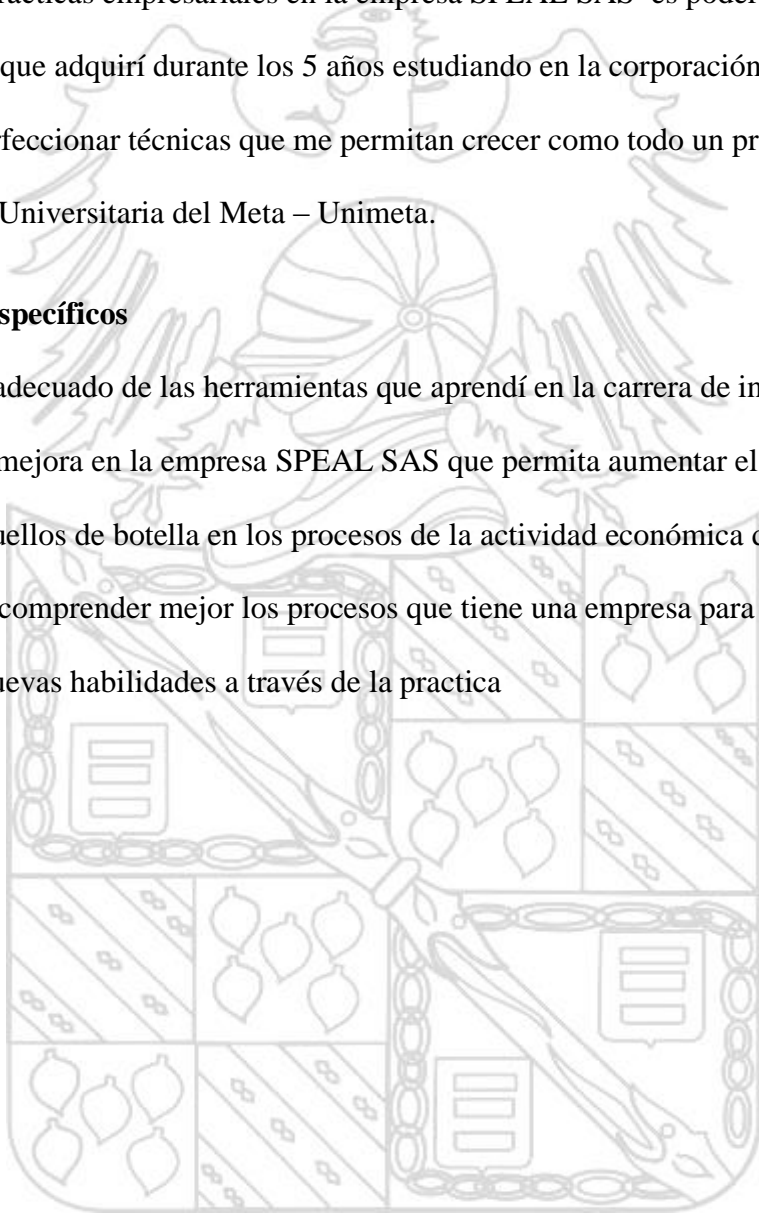 prácticas empresariales en la empresa SPEAL SAS es poder
que adquirí durante los 5 años estudiando en la corporación
rfeccionar técnicas que me permitan crecer como todo un pr
Universitaria del Meta – Unimeta.
specíficos
adecuado de las herramientas que aprendí en la carrera de in
mejora en la empresa SPEAL SAS que permita aumentar el
uellos de botella en los procesos de la actividad económica
comprender mejor los procesos que tiene una empresa para
uevas habilidades a través de la practica